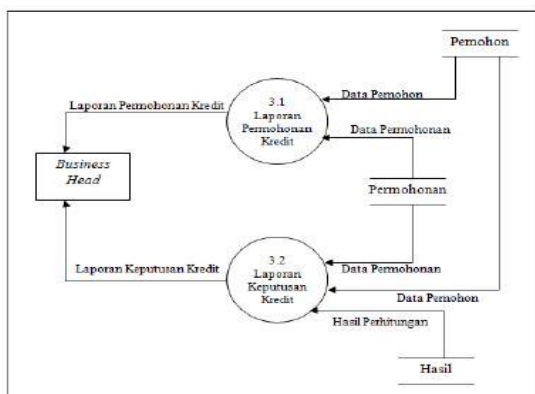 Pemohon
3.1
Laporan
Permohonan
Kredit
Data Pemohon
Laporan Permohonan Kredit
Data Permohonan
Business
Head
Permohonan
3.2
Laporan
Keputusan
Kredit
Laporan Keputusan Kredit
Data Permohonan
Data Pemohon
Hasil Perhitungan
Hasil